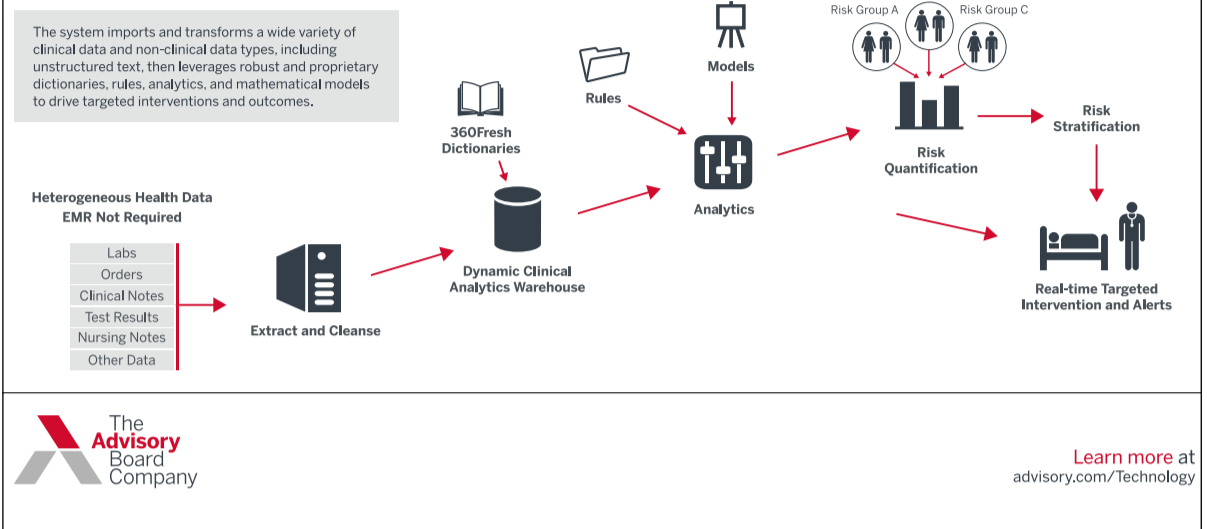 The system imports and transforms a wide variety of
clinical data and non-clinical data types, including
unstructured text, then leverages robust and proprietary
dictionaries, rules, analytics, and mathematical models
to drive targeted interventions and outcomes.
Risk Group A
Risk Group C
Models
Rules
360Fresh
Dictionaries
Risk
Stratification
Risk
Quantification
Analytics
Heterogeneous Health Data
EMR Not Required
Labs
Orders
Clinical Notes
Test Results
Nursing Notes
Other Data
Extract and Cleanse
Dynamic Clinical
Analytics Warehouse
Real-time Targeted
Intervention and Alerts
The
Advisory
Board
Company
Learn more at
advisory.com/Technology